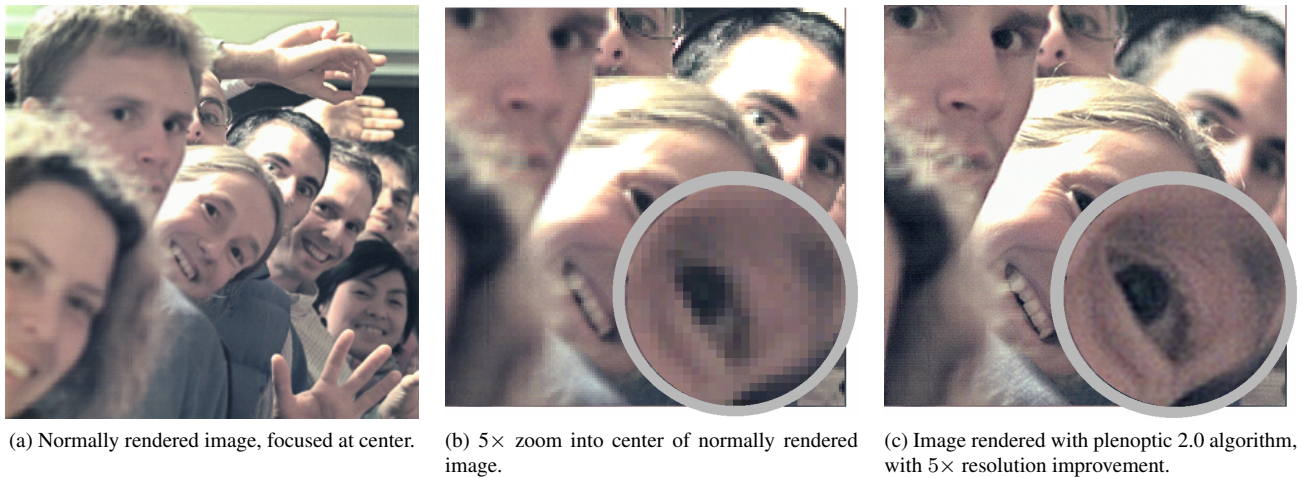 (a) Normally rendered image, focused at center.
(b) 5× zoom into center of normally rendered
image.
(c) Image rendered with plenoptic 2.0 algorithm,
with 5× resolution improvement.